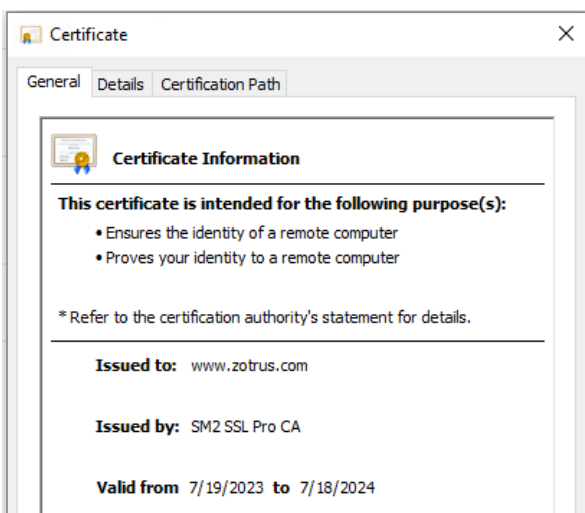 Certificate
General Details Certification Path
Certificate Information
This certificate is intended for the following purpose(s):
• Ensures the identity of a remote computer
• Proves your identity to a remote computer
* Refer to the certification authority's statement for details.
Issued to: www.zotrus.com
Issued by: SM2 SSL Pro CA
Valid from 7/19/2023 to 7/18/2024